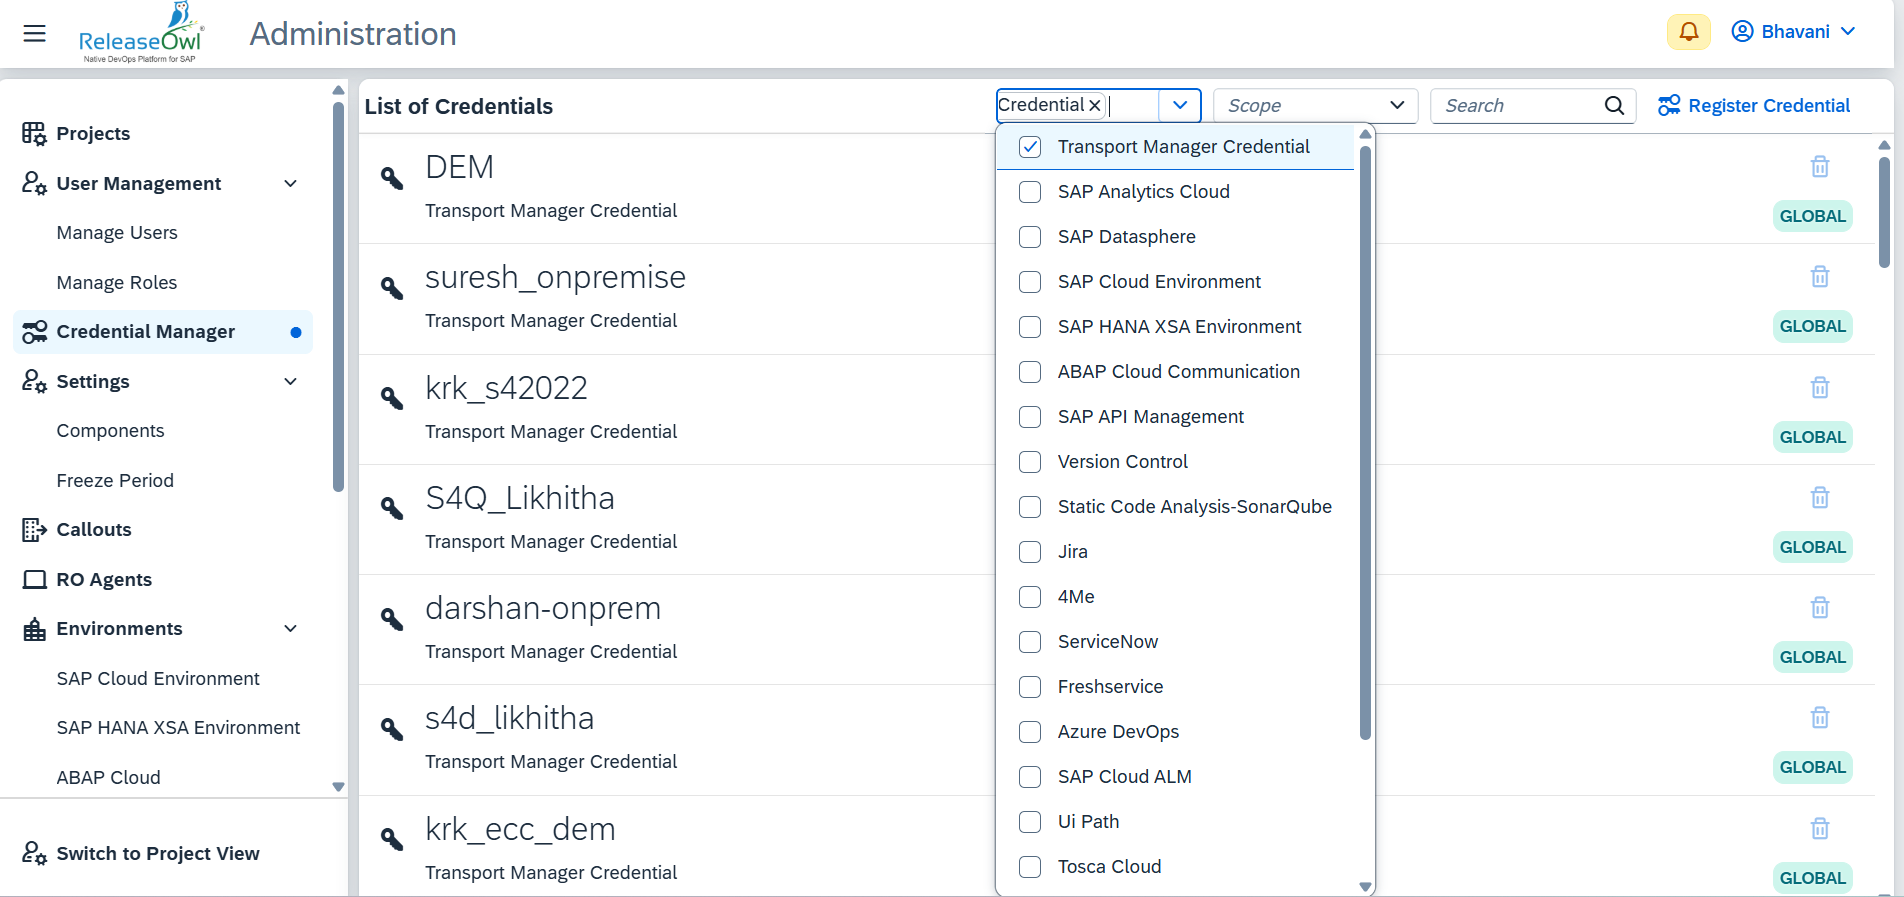 ReleaseOwl®
Native DevOps Platform for SAP
Administration
Bhavani
Projects
User Management
Manage Users
Manage Roles
Credential Manager
Settings
Components
Freeze Period
Callouts
RO Agents
Environments
SAP Cloud Environment
SAP HANA XSA Environment
ABAP Cloud
Switch to Project View
List of Credentials
Credential
Scope
Search
Register Credential
DEM
Transport Manager Credential
GLOBAL
suresh_onpremise
Transport Manager Credential
GLOBAL
krk_s42022
Transport Manager Credential
GLOBAL
S4Q_Likhitha
Transport Manager Credential
GLOBAL
darshan-onprem
Transport Manager Credential
GLOBAL
s4d_likhitha
Transport Manager Credential
GLOBAL
krk_ecc_dem
Transport Manager Credential
GLOBAL
Transport Manager Credential
SAP Analytics Cloud
SAP Datasphere
SAP Cloud Environment
SAP HANA XSA Environment
ABAP Cloud Communication
SAP API Management
Version Control
Static Code Analysis-SonarQube
Jira
4Me
ServiceNow
Freshservice
Azure DevOps
SAP Cloud ALM
Ui Path
Tosca Cloud